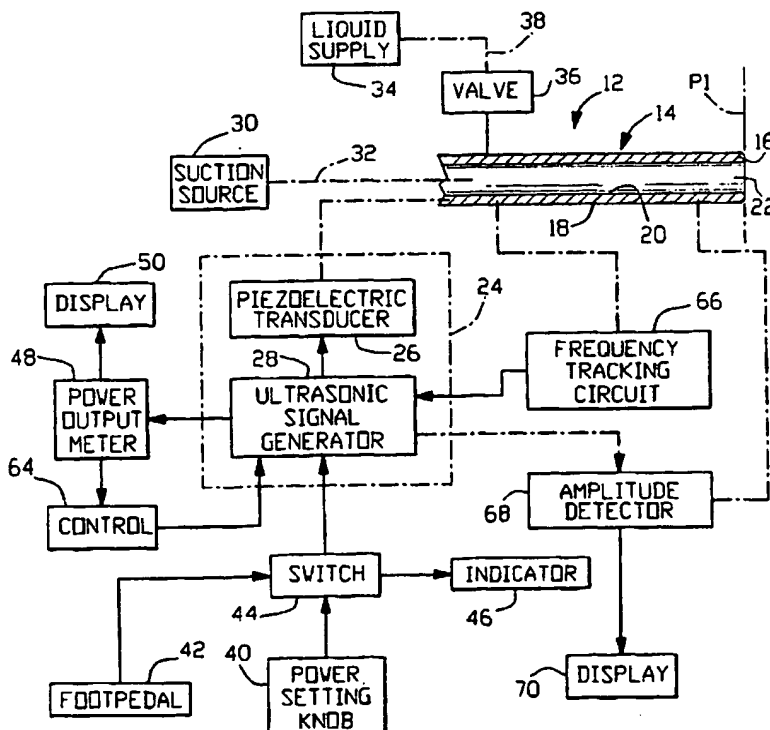 LIQUID
SUPPLY
34
38
VALVE
36
12
P1
14
16
30
SUCTION
SOURCE
32
22
18
20
50
DISPLAY
24
PIEZOELECTRIC
TRANSDUCER
26
66
FREQUENCY
TRACKING
CIRCUIT
28
ULTRASONIC
SIGNAL
GENERATOR
48
POWER
OUTPUT
METER
64
CONTROL
68
AMPLITUDE
DETECTOR
SWITCH
44
INDICATOR
46
42
FOOTPEDAL
40
POWER
SETTING
KNOB
DISPLAY
70